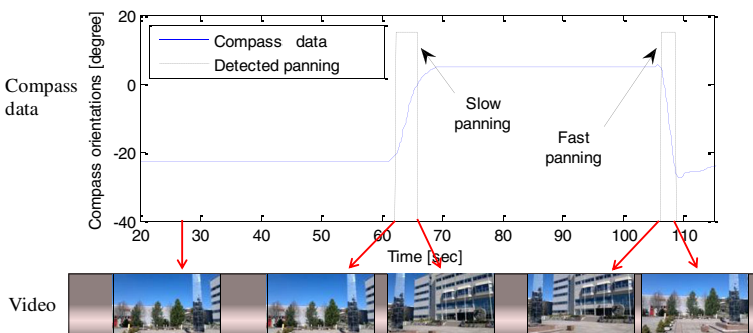 Compass data
Compass orientations [degree]
20
0
-20
-40
Compass data
Detected panning
Slow panning
Fast panning
20
30
40
50
60
70
80
90
100
110
Time [sec]
Video